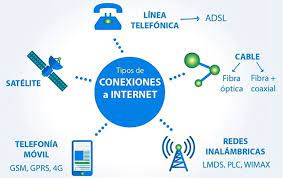 LÍNEA
TELEFÓNICA
ADSL
CABLE
Fibra
óptica
Fibra +
coaxial
SATÉLITE
Tipos de
CONEXIONES
a INTERNET
TELEFONÍA
MÓVIL
GSM, GPRS, 4G
REDES
INALÁMBRICAS
LMDS, PLC, WIMAX